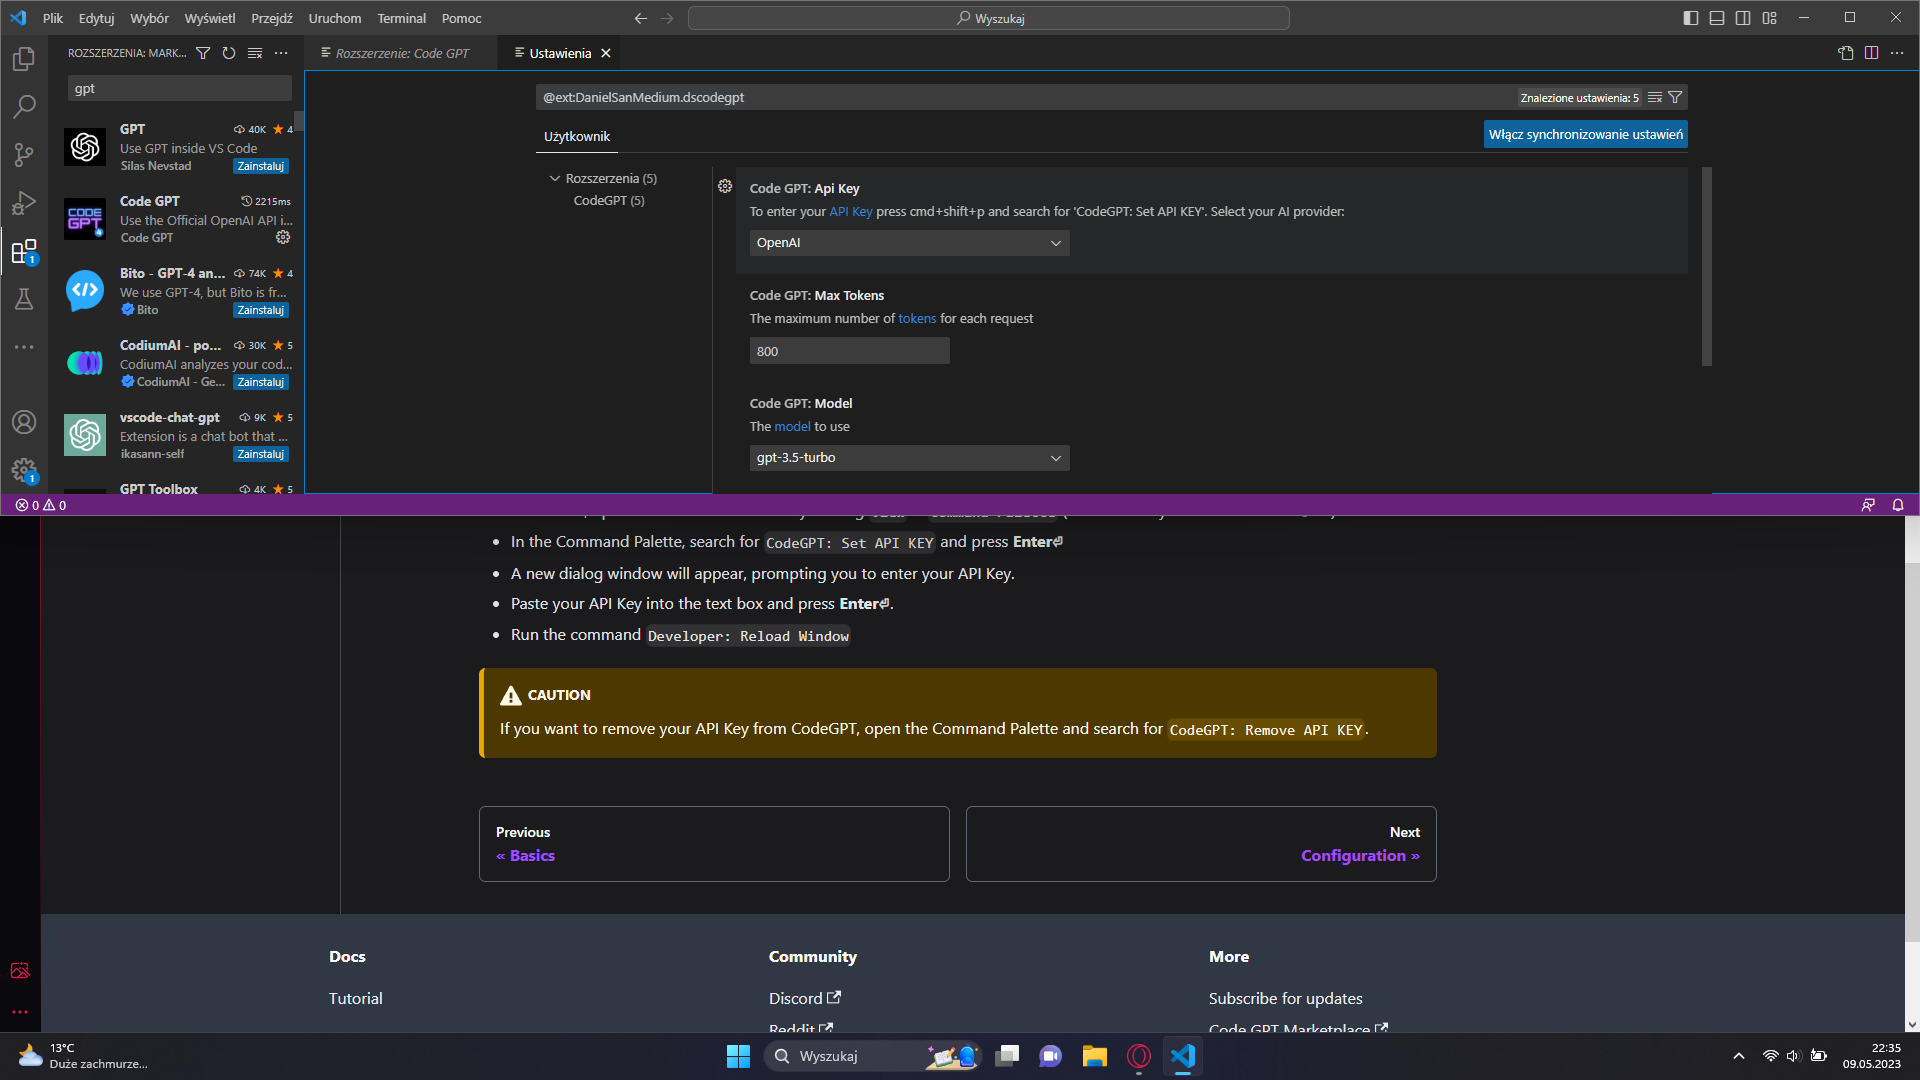 Plik Edytuj Wybór Wyświetl Przejdź Uruchom Terminal Pomoc
Wyszukaj
ROZSZERZENIA: MARK...
gpt
GPT 40K 4
Use GPT inside VS Code
Silas Nevstad Zainstaluj
Code GPT 2215ms
Use the Official OpenAI API i...
Code GPT
Bito - GPT-4 an... 74K 4
We use GPT-4, but Bito is fr...
Bito Zainstaluj
CodiumAI - po... 30K 5
CodiumAI analyzes your cod...
CodiumAI - Ge... Zainstaluj
vscode-chat-gpt 9K 5
Extension is a chat bot that ...
ikasann-self Zainstaluj
GPT Toolbox 4K 5
1
1
Rozszerzenie: Code GPT
Ustawienia
@ext:DanielSanMedium.dscodegpt
Znalezione ustawienia: 5
Użytkownik
Włącz synchronizowanie ustawień
Rozszerzenia (5)
CodeGPT (5)
Code GPT: Api Key
To enter your API Key press cmd+shift+p and search for 'CodeGPT: Set API KEY'. Select your AI provider:
OpenAI
Code GPT: Max Tokens
The maximum number of tokens for each request
800
Code GPT: Model
The model to use
gpt-3.5-turbo
0 0
In the Command Palette, search for CodeGPT: Set API KEY and press Enter⏎
A new dialog window will appear, prompting you to enter your API Key.
Paste your API Key into the text box and press Enter⏎.
Run the command Developer: Reload Window
CAUTION
If you want to remove your API Key from CodeGPT, open the Command Palette and search for CodeGPT: Remove API KEY.
Previous
« Basics
Next
Configuration »
Docs
Tutorial
Community
Discord
Reddit
More
Subscribe for updates
Code GPT Marketplace
13°C
Duże zachmurze...
Wyszukaj
22:35
09.05.2023